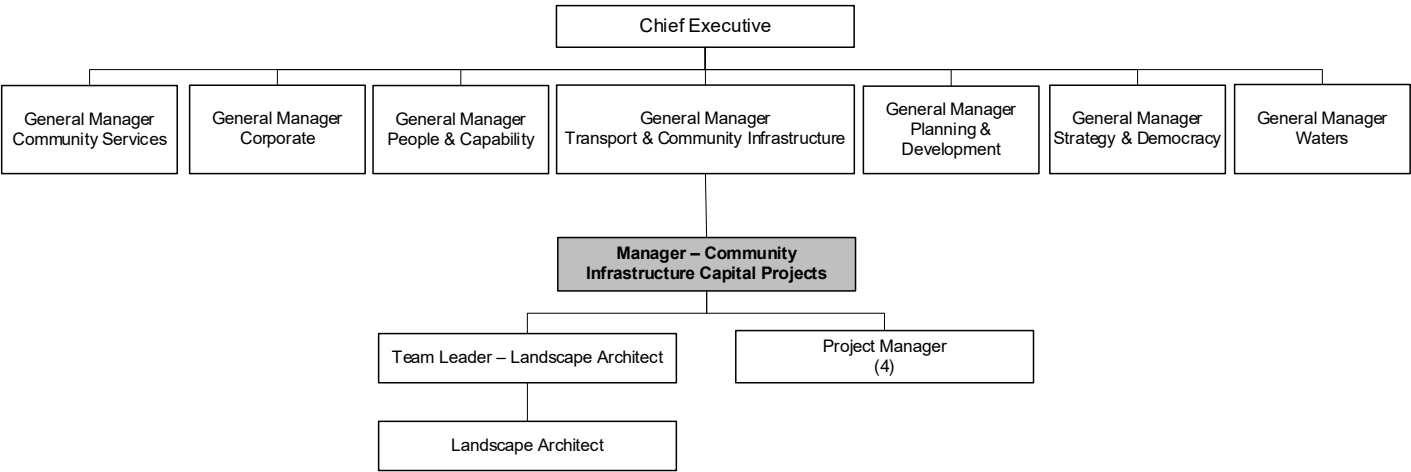 Chief Executive
General Manager
Community Services
General Manager
Corporate
General Manager
People & Capability
General Manager
Transport & Community Infrastructure
General Manager
Planning &
Development
General Manager
Strategy & Democracy
General Manager
Waters
Manager – Community
Infrastructure Capital Projects
Team Leader – Landscape Architect
Project Manager
(4)
Landscape Architect